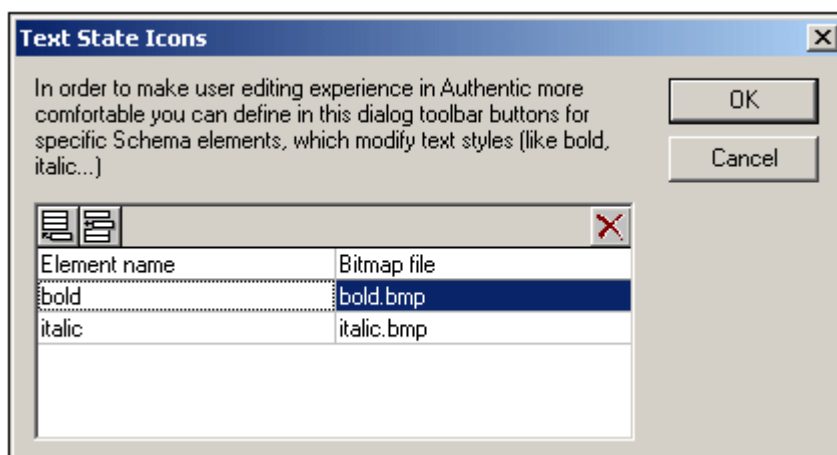 Text State Icons
In order to make user editing experience in Authentic more
comfortable you can define in this dialog toolbar buttons for
specific Schema elements, which modify text styles (like bold,
italic...)
OK
Cancel
Element name Bitmap file
bold bold.bmp
italic italic.bmp